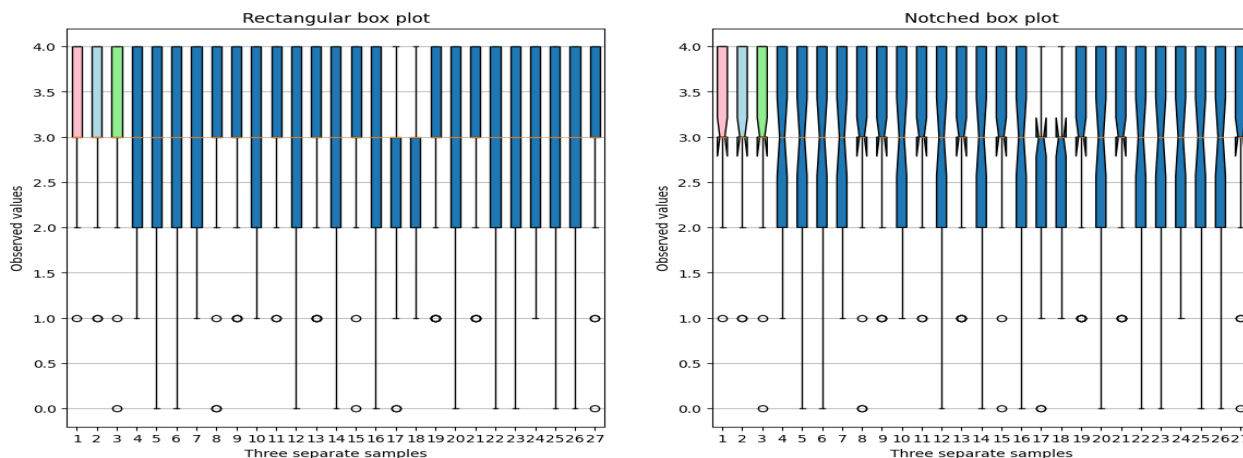 Rectangular box plot
4.0
3.5
3.0
2.5
2.0
1.5
1.0
0.5
0.0
Observed values
1 2 3 4 5 6 7 8 9 10 11 12 13 14 15 16 17 18 19 20 21 22 23 24 25 26 27
Three separate samples
Notched box plot
4.0
3.5
3.0
2.5
2.0
1.5
1.0
0.5
0.0
Observed values
1 2 3 4 5 6 7 8 9 10 11 12 13 14 15 16 17 18 19 20 21 22 23 24 25 26 27
Three separate samples